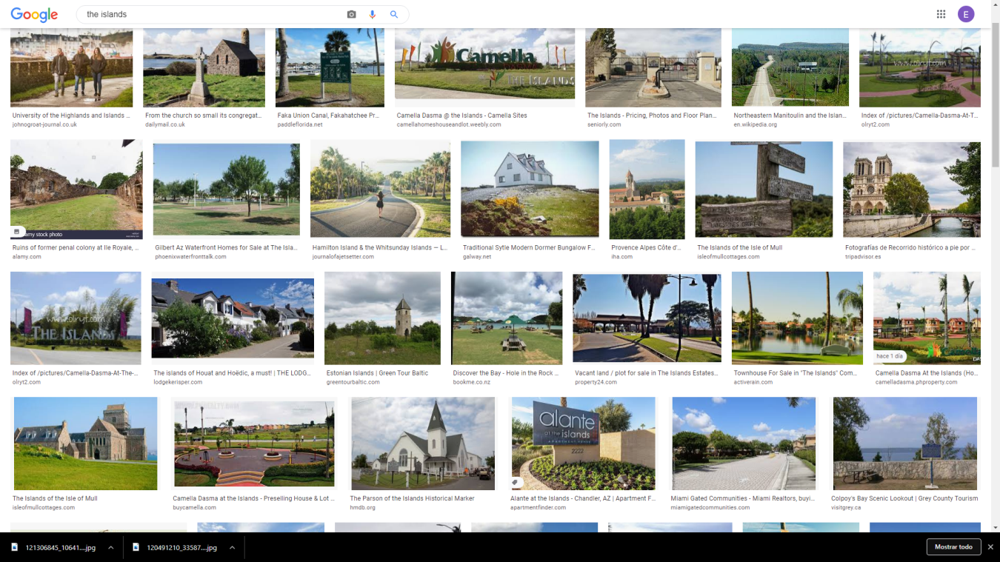 Google
the islands
E
Camella
THE ISLANDS
www.olryt.com
University of the Highlands and Islands ...
johnogroat-journal.co.uk
From the church so small its congregat...
dailymail.co.uk
Faka Union Canal, Fakahatchee Pr...
paddleflorida.net
Camella Dasma @ the Islands - Camella Sites
camellahomeshouseandlot.weebly.com
The Islands - Pricing, Photos and Floor Plan...
seniorly.com
Northeastern Manitoulin and the Islan...
en.wikipedia.org
Index of /pictures/Camella-Dasma-At-T...
olryt2.com
alamy stock photo
Ruins of former penal colony at Ile Royale, ...
alamy.com
Gilbert Az Waterfront Homes for Sale at The Isla...
phoenixwaterfronttalk.com
Hamilton Island & the Whitsunday Islands — L...
journalofajetsetter.com
Traditional Sytle Modern Dormer Bungalow F...
galway.net
Provence Alpes Côte d'...
iha.com
The Islands of the Isle of Mull
isleofmullcottages.com
Fotografías de Recorrido histórico a pie por ...
tripadvisor.es
www.olryt.com
THE ISLANDS
hace 1 día
Index of /pictures/Camella-Dasma-At-The-...
olryt2.com
The islands of Houat and Hoëdic, a must! | THE LODG...
lodgekerisper.com
Estonian Islands | Green Tour Baltic
greentourbaltic.com
Discover the Bay - Hole in the Rock ...
bookme.co.nz
Vacant land / plot for sale in The Islands Estates...
property24.com
Townhouse For Sale in "The Islands" Com...
activerain.com
Camella Dasma At the Islands (Ho...
camelladasma.phproperty.com
alante
at the islands
APARTMENT HOMES
2222
The Islands of the Isle of Mull
isleofmullcottages.com
Camella Dasma at the Islands - Preselling House & Lot ...
buycamella.com
The Parson of the Islands Historical Marker
hmdb.org
Alante at the Islands - Chandler, AZ | Apartment F...
apartmentfinder.com
Miami Gated Communities - Miami Realtors, buyi...
miamigatedcommunities.com
Colpoy's Bay Scenic Lookout | Grey County Tourism
visitgrey.ca
121306845_10641....jpg
120491210_33587....jpg
Mostrar todo